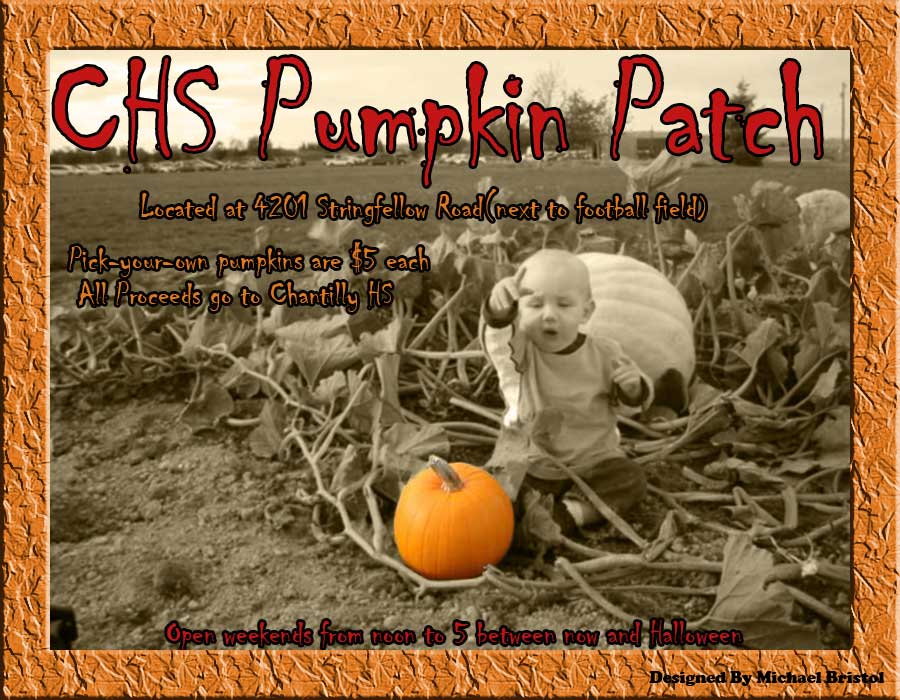 CHS Pumpkin Patch
Located at 4201 Stringfellow Road(next to football field)
Pick-your-own pumpkins are $5 each
All Proceeds go to Chantilly HS
Open weekends from noon to 5 between now and Halloween
Designed By Michael Bristol